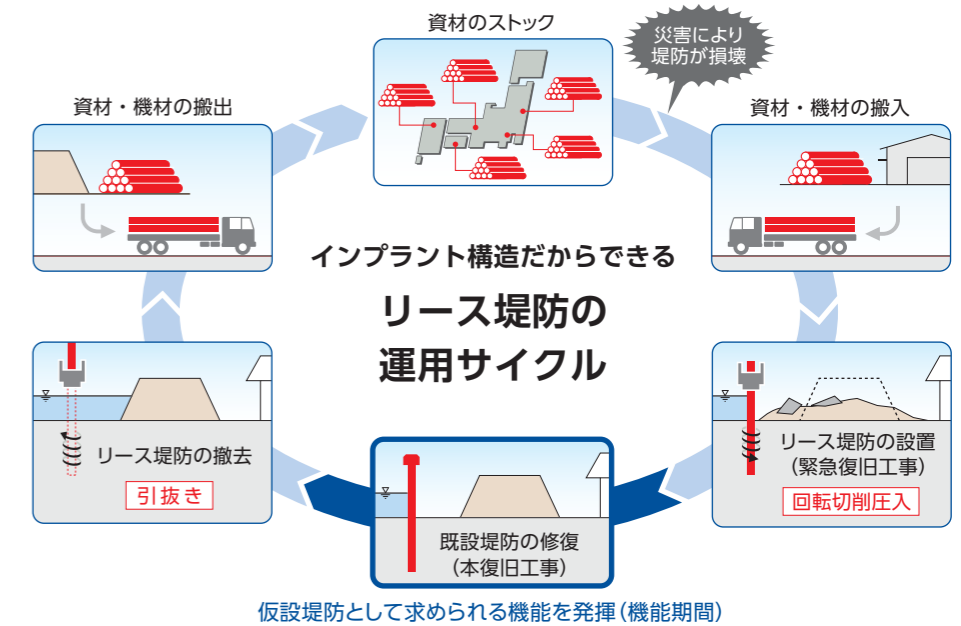 資材のストック
災害により
堤防が損壊
資材・機材の搬出
資材・機材の搬入
インプラント構造だからできる
リース堤防の
運用サイクル
リース堤防の設置
（緊急復旧工事）
回転切削圧入
リース堤防の撤去
引抜き
既設堤防の修復
（本復旧工事）
仮設堤防として求められる機能を発揮（機能期間）